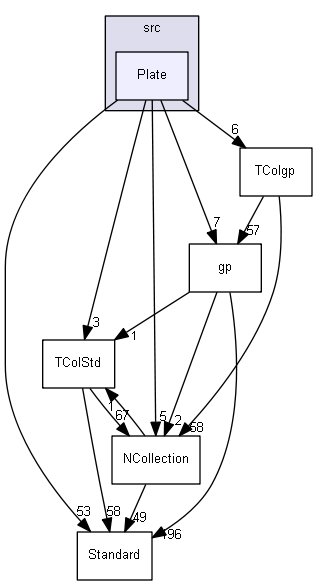 src
Plate
6
TColgp
7
57
gp
3
1
TColStd
1
67
5
2
68
NCollection
53
58
49
496
Standard